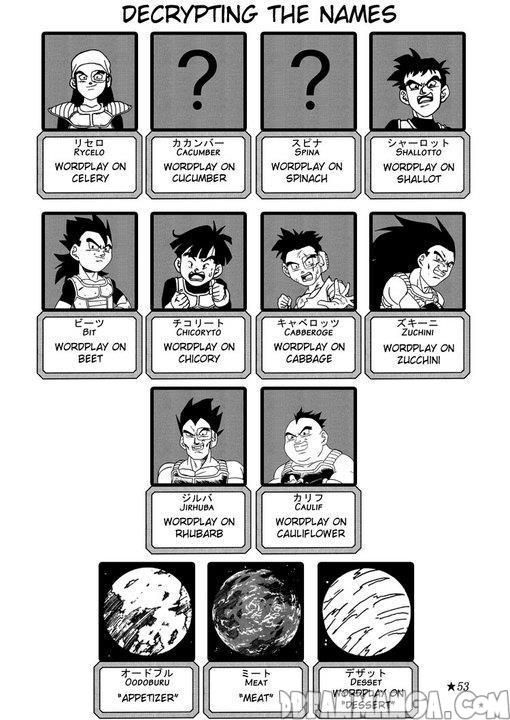 DECRYPTING THE NAMES
?
?
リセロ
RYCELO
WORDPLAY ON
CELERY
カカンバー
CACUMBER
WORDPLAY ON
CUCUMBER
スピナ
SPINA
WORDPLAY ON
SPINACH
シャーロット
SHALLOTTO
WORDPLAY ON
SHALLOT
ビーツ
BIT
WORDPLAY ON
BEET
チコリート
CHICORYTO
WORDPLAY ON
CHICORY
キャベロッツ
CABBEROGE
WORDPLAY ON
CABBAGE
ズキーニ
ZUCHINI
WORDPLAY ON
ZUCCHINI
ジルバ
JIRHUBA
WORDPLAY ON
RHUBARB
カリフ
CAULIF
WORDPLAY ON
CAULIFLOWER
オードブル
OODOBURU
"APPETIZER"
ミート
MEAT
"MEAT"
デザット
DESSET
WORDPLAY ON
"DESSERT"
★53
DBZFANMANGA.COM